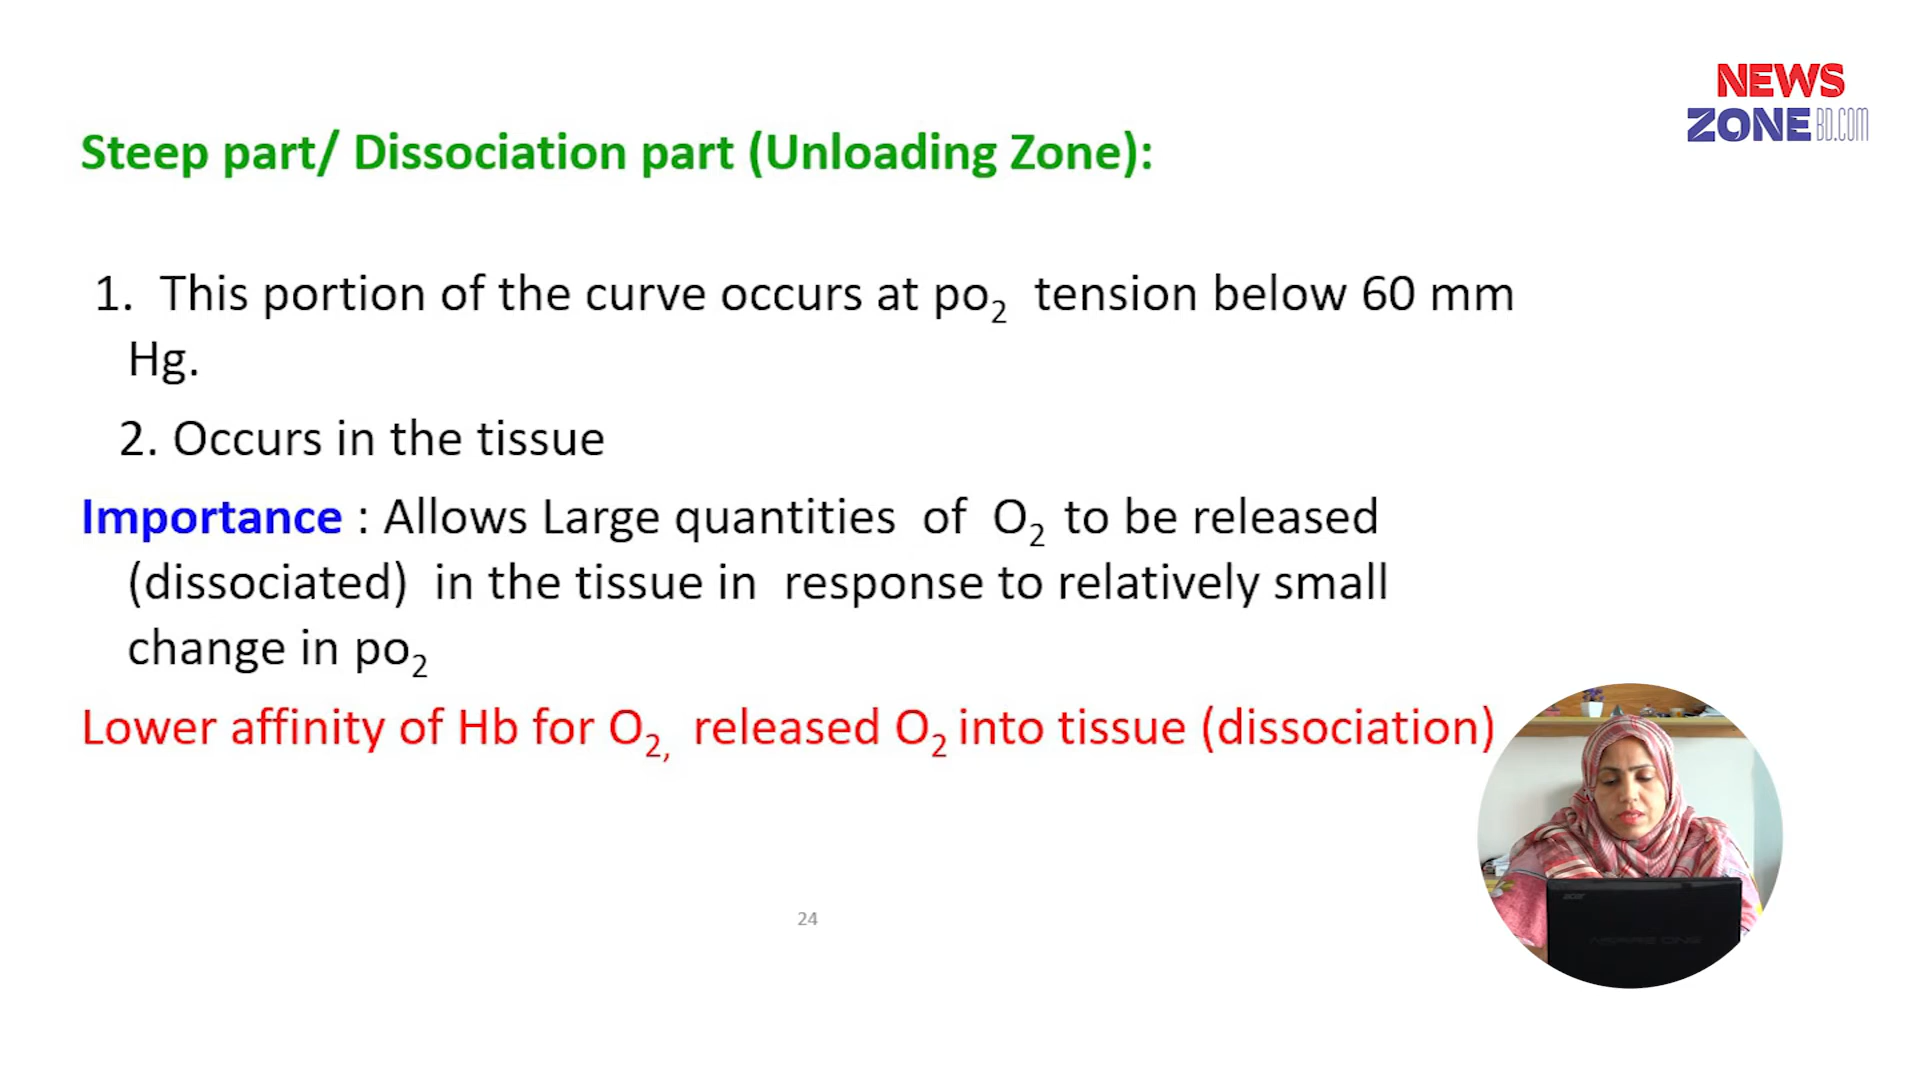 NEWS
ZONE BD.COM
Steep part/ Dissociation part (Unloading Zone):
1. This portion of the curve occurs at po₂ tension below 60 mm
Hg.
2. Occurs in the tissue
Importance : Allows Large quantities of O₂ to be released
(dissociated) in the tissue in response to relatively small
change in po₂
Lower affinity of Hb for O₂, released O₂ into tissue (dissociation)
acer
ASPIRE ONE
24